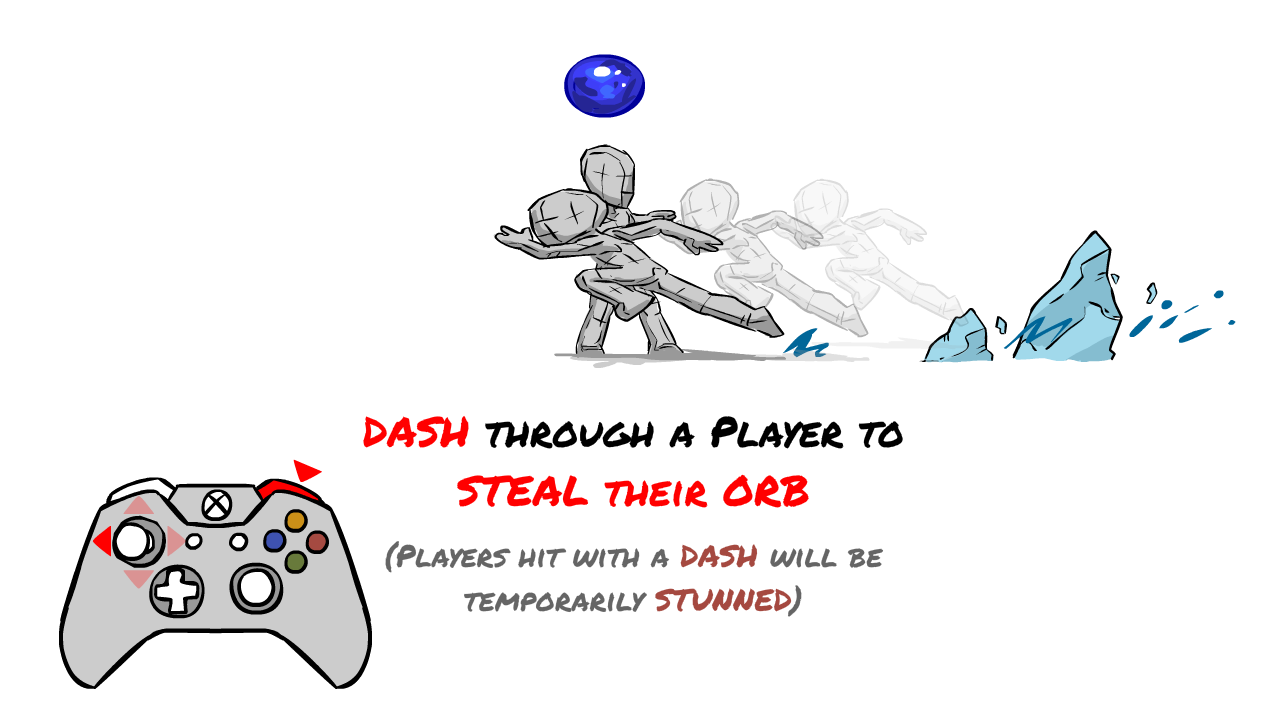 DASH THROUGH A PLAYER TO
STEAL THEIR ORB
(PLAYERS HIT WITH A DASH WILL BE
TEMPORARILY STUNNED)